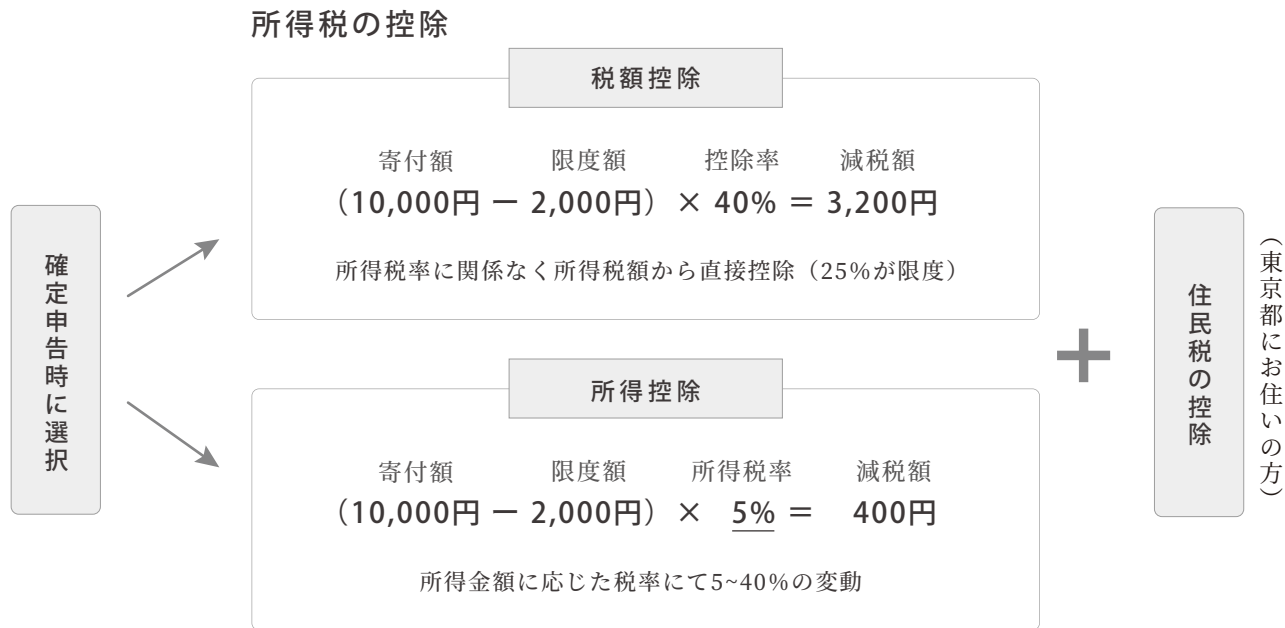 所得税の控除
確定申告時に選択
税額控除
寄付額 限度額 控除率 減税額
（10,000円 － 2,000円） × 40% ＝ 3,200円
所得税率に関係なく所得税額から直接控除（25%が限度）
所得控除
寄付額 限度額 所得税率 減税額
（10,000円 － 2,000円） × 5% ＝ 400円
所得金額に応じた税率にて5~40%の変動
+
住民税の控除
（東京都にお住いの方）